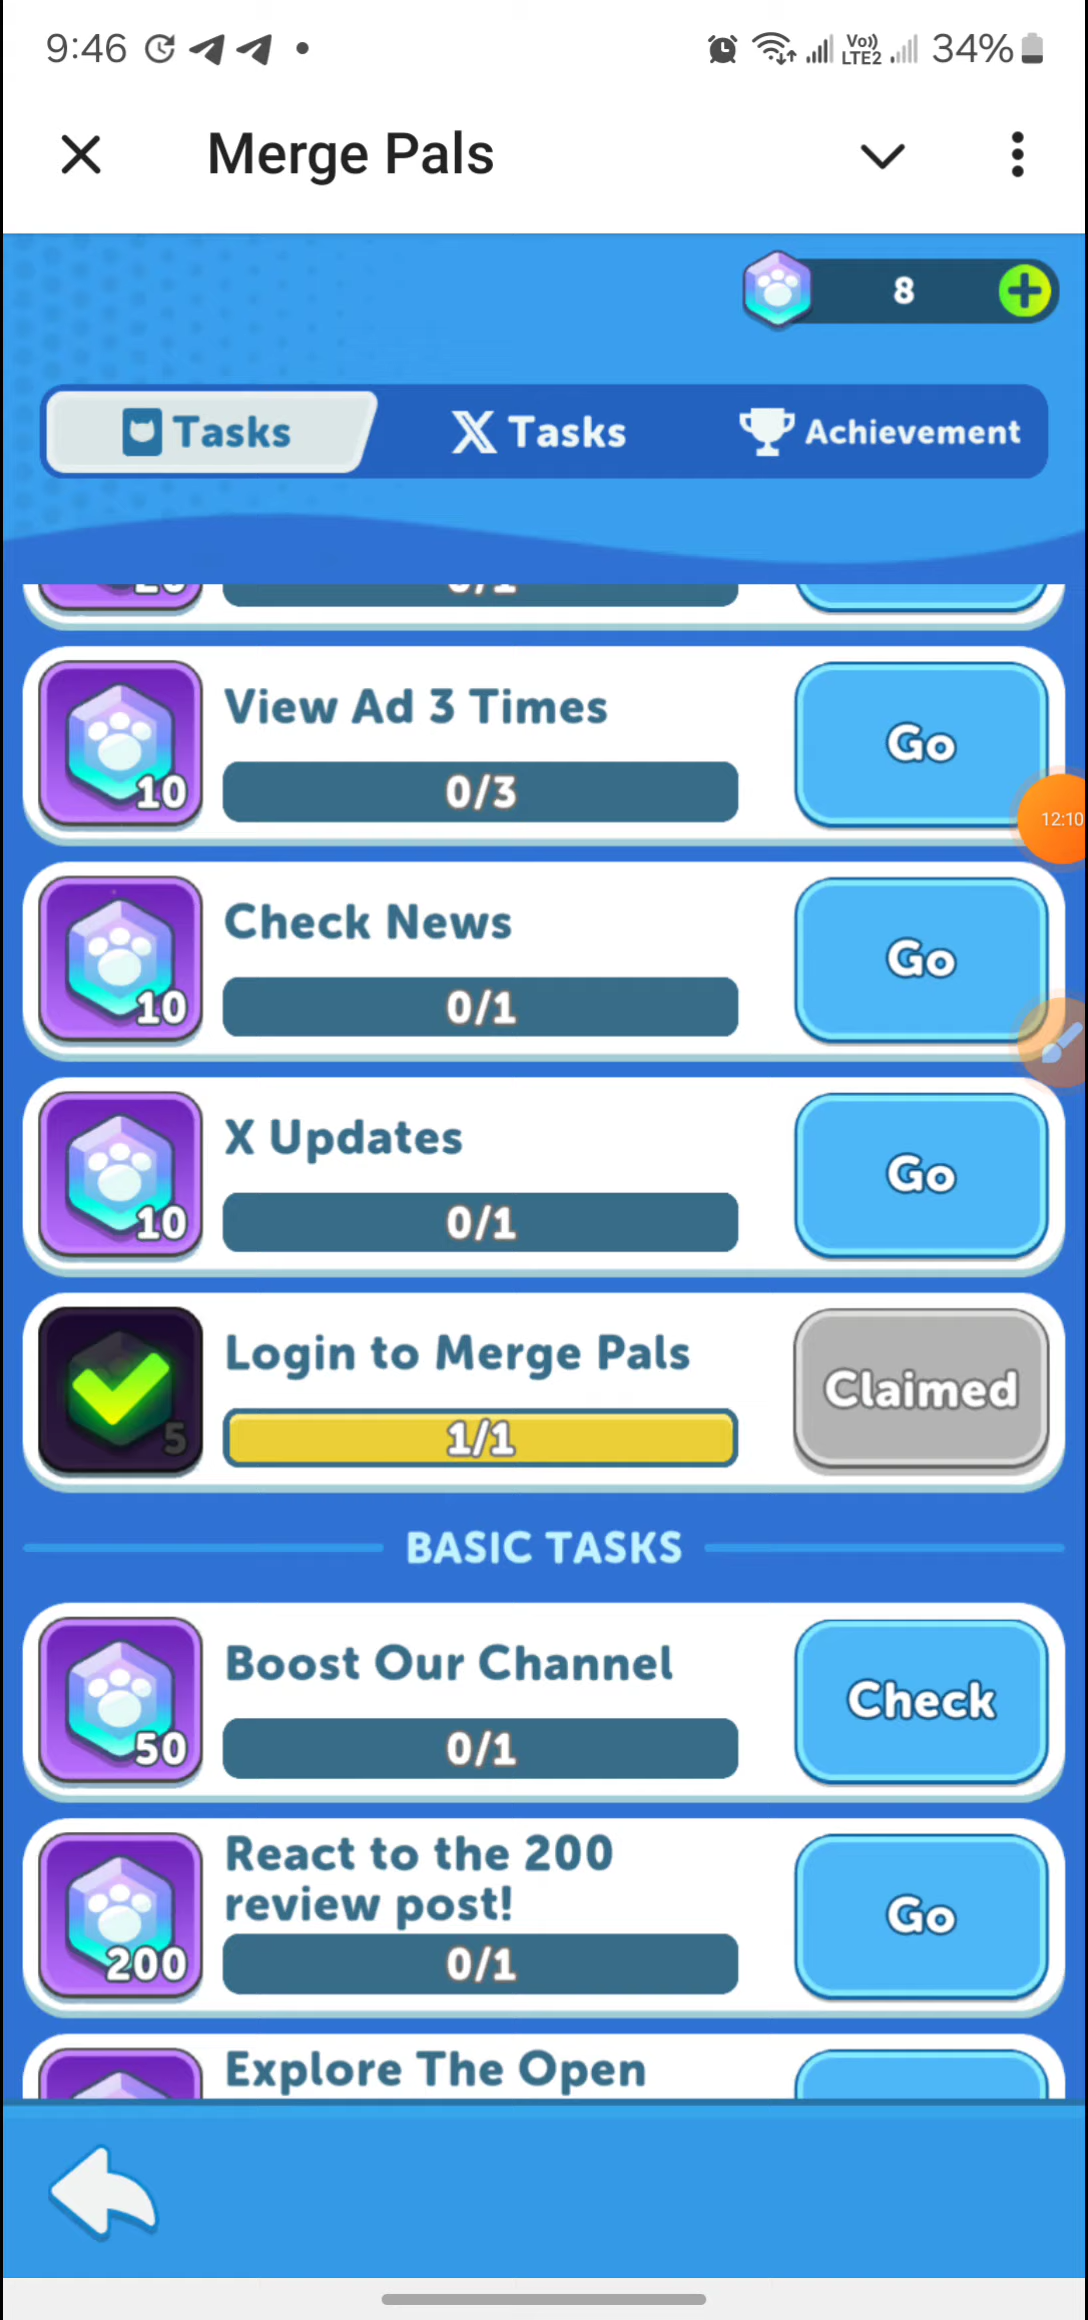 9:46
Vo))
LTE2
34%
Merge Pals
8
Tasks
X Tasks
Achievement
View Ad 3 Times
10
0/3
Go
12:10
Check News
10
0/1
Go
X Updates
10
0/1
Go
Login to Merge Pals
5
1/1
Claimed
BASIC TASKS
Boost Our Channel
50
0/1
Check
React to the 200
review post!
200
0/1
Go
Explore The Open